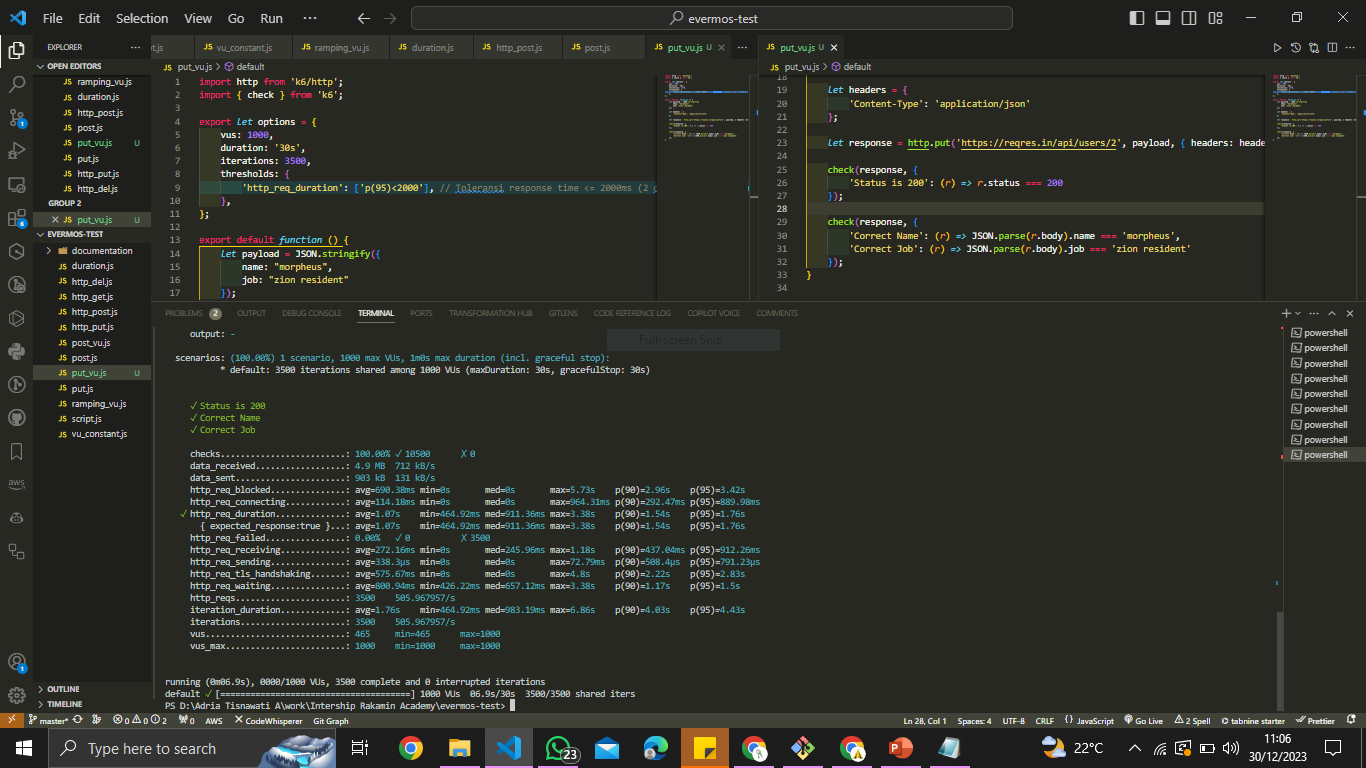 File Edit Selection View Go Run ··· evermos-test
EXPLORER ···
OPEN EDITORS
JS ramping_vu.js
JS duration.js
JS http_post.js
JS post.js
JS put_vu.js U
JS put.js
JS http_put.js
JS http_del.js
GROUP 2
JS put_vu.js U
EVERMOS-TEST
documentation
JS duration.js
JS http_del.js
JS http_get.js
JS http_post.js
JS http_put.js
JS post_vu.js
JS post.js
JS put_vu.js U
JS put.js
JS ramping_vu.js
JS script.js
JS vu_constant.js
OUTLINE
TIMELINE
st.js JS vu_constant.js JS ramping_vu.js JS duration.js JS http_post.js JS post.js JS put_vu.js U ···
JS put_vu.js > default
1 import http from 'k6/http';
2 import { check } from 'k6';
3
4 export let options = {
5 vus: 1000,
6 duration: '30s',
7 iterations: 3500,
8 thresholds: {
9 'http_req_duration': ['p(95)<2000'], // Toleransi response time <= 2000ms (2
10 },
11 };
12
13 export default function () {
14 let payload = JSON.stringify({
15 name: "morpheus",
16 job: "zion resident"
17 });
JS put_vu.js U
JS put_vu.js > default
18
19 let headers = {
20 'Content-Type': 'application/json'
21 };
22
23 let response = http.put('https://reqres.in/api/users/2', payload, { headers: heade
24
25 check(response, {
26 'Status is 200': (r) => r.status === 200
27 });
28
29 check(response, {
30 'Correct Name': (r) => JSON.parse(r.body).name === 'morpheus',
31 'Correct Job': (r) => JSON.parse(r.body).job === 'zion resident'
32 });
33 }
34
PROBLEMS 2 OUTPUT DEBUG CONSOLE TERMINAL PORTS TRANSFORMATION HUB GITLENS CODE REFERENCE LOG COPILOT VOICE COMMENTS
Full-screen Snip
output: -
scenarios: (100.00%) 1 scenario, 1000 max VUs, 1m0s max duration (incl. graceful stop):
* default: 3500 iterations shared among 1000 VUs (maxDuration: 30s, gracefulStop: 30s)
✓ Status is 200
✓ Correct Name
✓ Correct Job
checks.........................: 100.00% ✓ 10500 ✗ 0
data_received..................: 4.9 MB 712 kB/s
data_sent......................: 903 kB 131 kB/s
http_req_blocked...............: avg=690.38ms min=0s med=0s max=5.73s p(90)=2.96s p(95)=3.42s
http_req_connecting............: avg=114.18ms min=0s med=0s max=964.31ms p(90)=292.47ms p(95)=889.98ms
✓ http_req_duration..............: avg=1.07s min=464.92ms med=911.36ms max=3.38s p(90)=1.54s p(95)=1.76s
{ expected_response:true }...: avg=1.07s min=464.92ms med=911.36ms max=3.38s p(90)=1.54s p(95)=1.76s
http_req_failed................: 0.00% ✓ 0 ✗ 3500
http_req_receiving.............: avg=272.16ms min=0s med=245.96ms max=1.18s p(90)=437.04ms p(95)=912.26ms
http_req_sending...............: avg=338.3µs min=0s med=0s max=72.79ms p(90)=508.4µs p(95)=791.23µs
http_req_tls_handshaking.......: avg=575.67ms min=0s med=0s max=4.8s p(90)=2.22s p(95)=2.83s
http_req_waiting...............: avg=800.94ms min=426.22ms med=657.12ms max=3.38s p(90)=1.17s p(95)=1.5s
http_reqs......................: 3500 505.967957/s
iteration_duration.............: avg=1.76s min=464.92ms med=983.19ms max=6.86s p(90)=4.03s p(95)=4.43s
iterations.....................: 3500 505.967957/s
vus............................: 465 min=465 max=1000
vus_max........................: 1000 min=1000 max=1000
running (0m06.9s), 0000/1000 VUs, 3500 complete and 0 interrupted iterations
default ✓ [======================================] 1000 VUs 06.9s/30s 3500/3500 shared iters
PS D:\Adria Tisnawati A\work\Intership Rakamin Academy\evermos-test>
powershell
powershell
powershell
powershell
powershell
powershell
powershell
powershell
powershell
master* 0 0 2 0 AWS CodeWhisperer Git Graph Ln 28, Col 1 Spaces: 4 UTF-8 CRLF {} JavaScript Go Live 2 Spell tabnine starter Prettier
Type here to search
23
22°C
11:06
30/12/2023